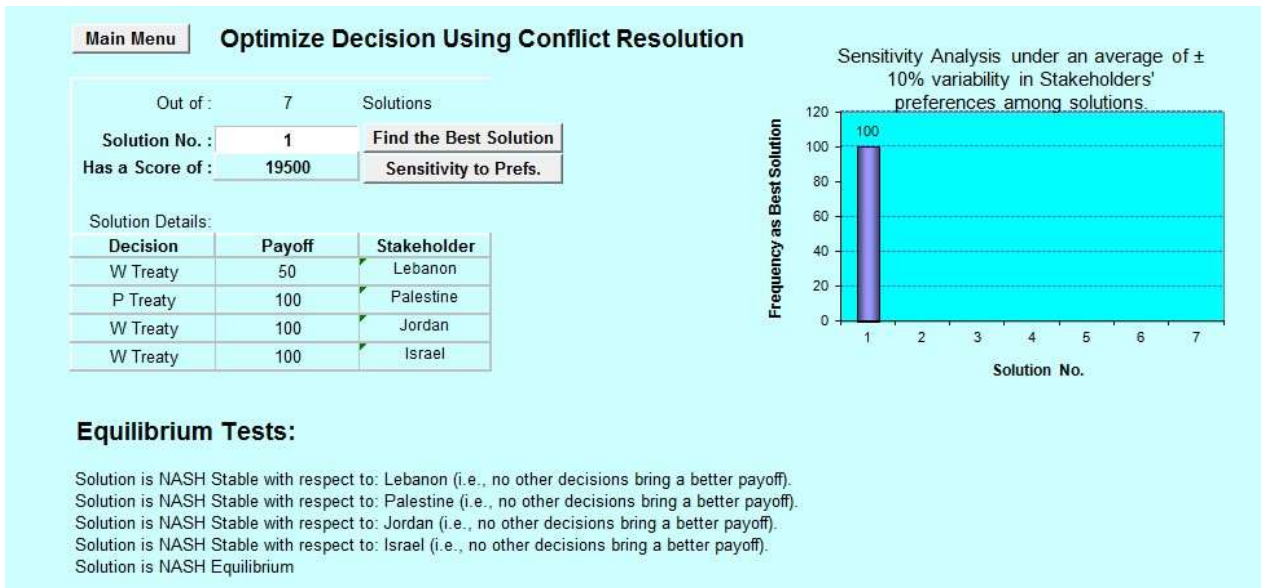 Main Menu
Optimize Decision Using Conflict Resolution
Out of : 7 Solutions
Solution No. : 1 Find the Best Solution
Has a Score of : 19500 Sensitivity to Prefs.
Solution Details:
Decision Payoff Stakeholder
W Treaty 50 Lebanon
P Treaty 100 Palestine
W Treaty 100 Jordan
W Treaty 100 Israel
Sensitivity Analysis under an average of ±
10% variability in Stakeholders'
preferences among solutions.
Frequency as Best Solution
120
100
80
60
40
20
0
100
1 2 3 4 5 6 7
Solution No.
Equilibrium Tests:
Solution is NASH Stable with respect to: Lebanon (i.e., no other decisions bring a better payoff).
Solution is NASH Stable with respect to: Palestine (i.e., no other decisions bring a better payoff).
Solution is NASH Stable with respect to: Jordan (i.e., no other decisions bring a better payoff).
Solution is NASH Stable with respect to: Israel (i.e., no other decisions bring a better payoff).
Solution is NASH Equilibrium